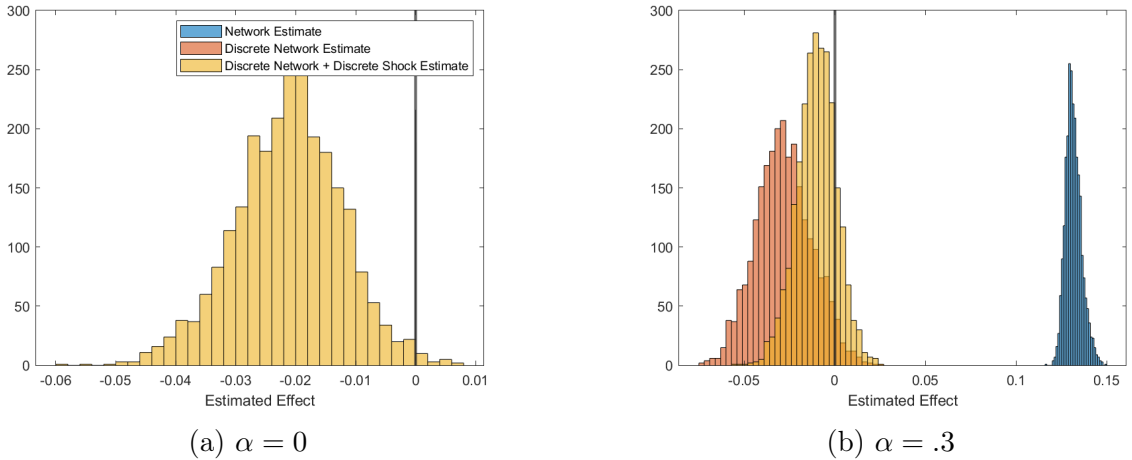 300
250
200
150
100
50
0
Network Estimate
Discrete Network Estimate
Discrete Network + Discrete Shock Estimate
-0.06 -0.05 -0.04 -0.03 -0.02 -0.01 0 0.01
Estimated Effect
(a) α = 0
300
250
200
150
100
50
0
-0.05 0 0.05 0.1 0.15
Estimated Effect
(b) α = .3